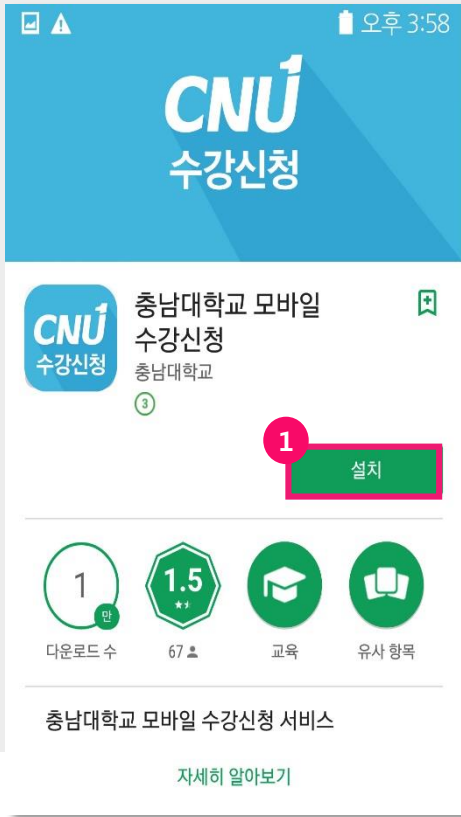 오후 3:58
CNU
수강신청
CNU
수강신청
충남대학교 모바일
수강신청
충남대학교
3
1
설치
1
만
1.5
다운로드 수
67
교육
유사 항목
충남대학교 모바일 수강신청 서비스
자세히 알아보기